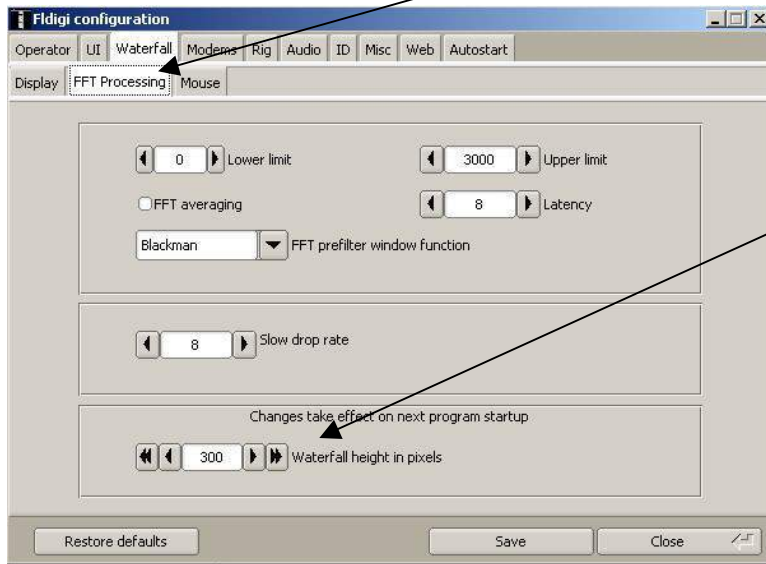 Fldigi configuration
Operator UI Waterfall Modems Rig Audio ID Misc Web Autostart
Display FFT Processing Mouse
0 Lower limit 3000 Upper limit
FFT averaging 8 Latency
Blackman FFT prefilter window function
8 Slow drop rate
Changes take effect on next program startup
300 Waterfall height in pixels
Restore defaults Save Close